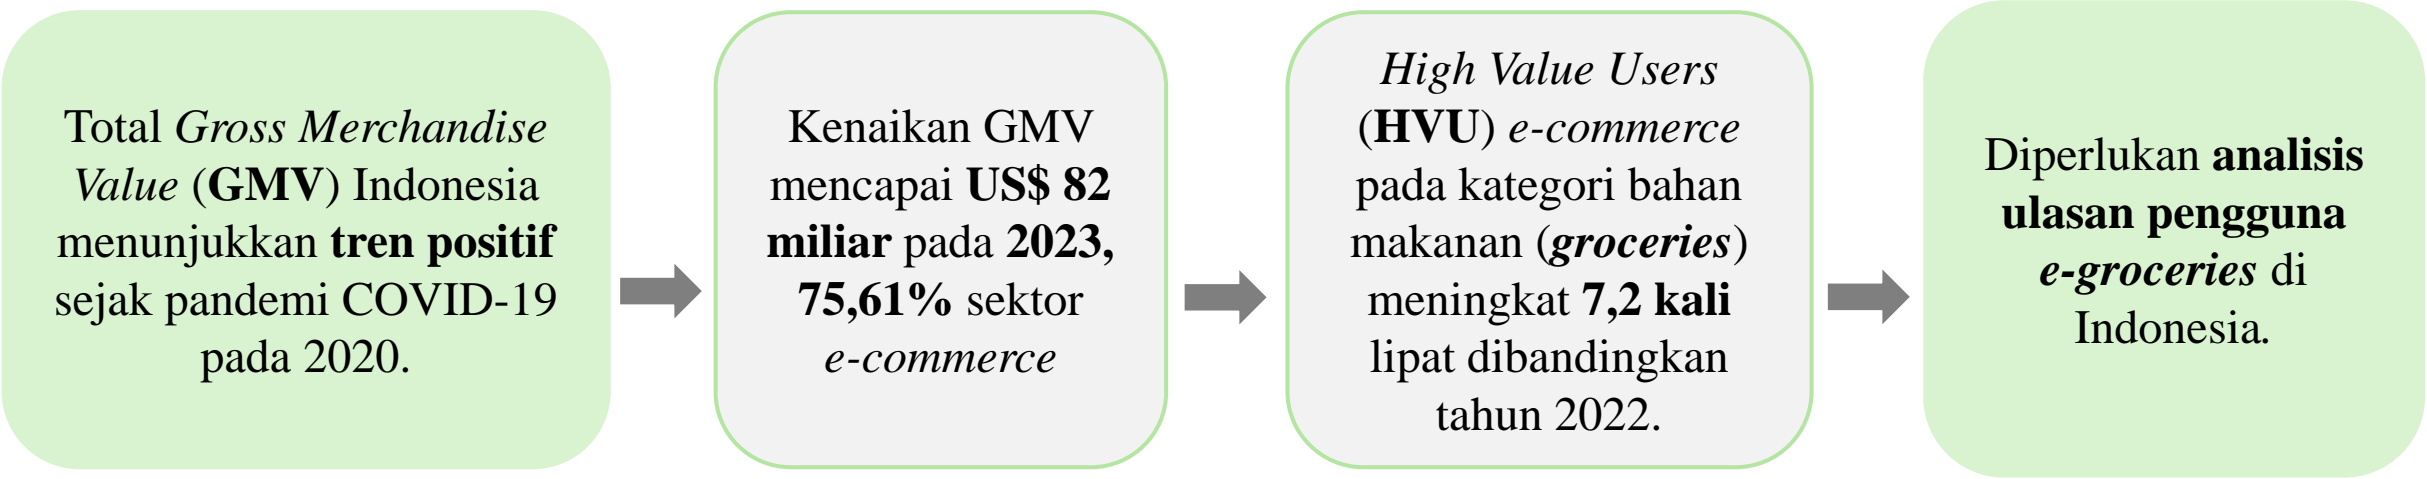 Total Gross Merchandise
Value (GMV) Indonesia
menunjukkan tren positif
sejak pandemi COVID-19
pada 2020.
Kenaikan GMV
mencapai US$ 82
miliar pada 2023,
75,61% sektor
e-commerce
High Value Users
(HVU) e-commerce
pada kategori bahan
makanan (groceries)
meningkat 7,2 kali
lipat dibandingkan
tahun 2022.
Diperlukan analisis
ulasan pengguna
e-groceries di
Indonesia.